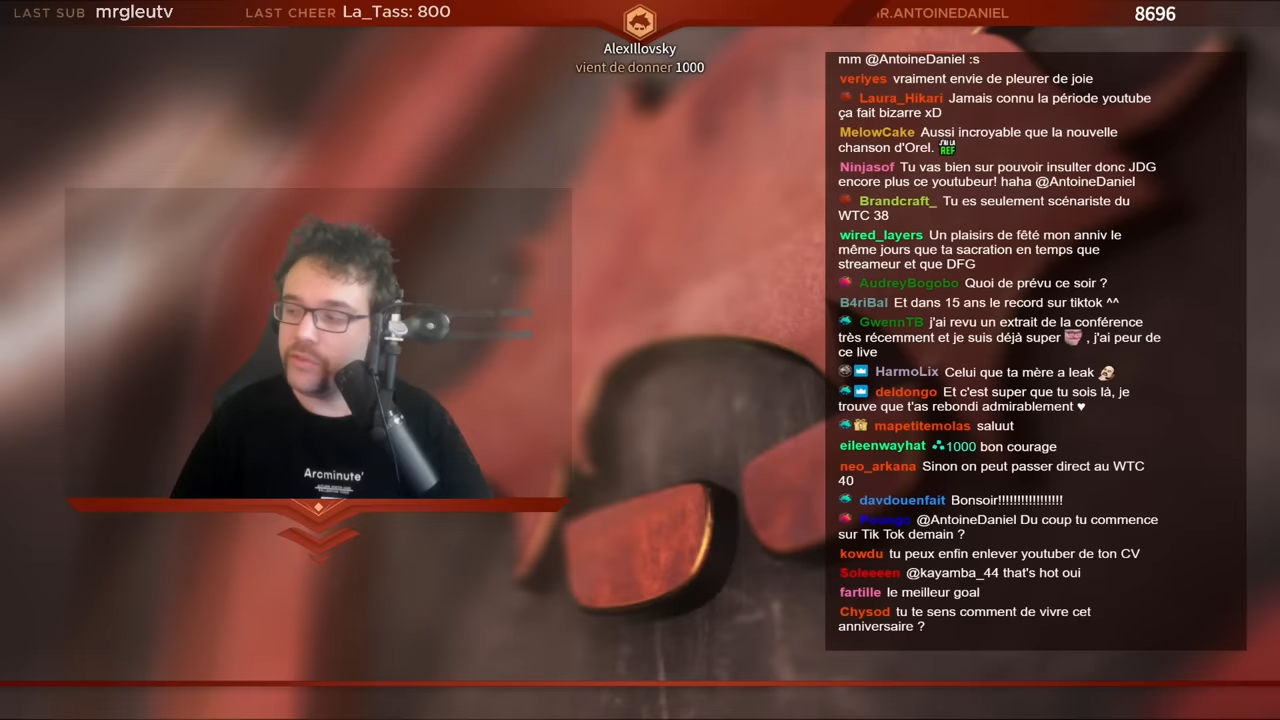 LAST SUB mrgleutv
LAST CHEER La_Tass: 800
R.ANTOINEDANIEL
8696
AlexIllovsky
vient de donner 1000
mm @AntoineDaniel :s
veriyes vraiment envie de pleurer de joie
Laura_Hikari Jamais connu la période youtube
ça fait bizarre xD
MelowCake Aussi incroyable que la nouvelle
chanson d'Orel. J'AI LA REF
Ninjasof Tu vas bien sur pouvoir insulter donc JDG
encore plus ce youtubeur! haha @AntoineDaniel
Brandcraft_ Tu es seulement scénariste du
WTC 38
wired_layers Un plaisirs de fêté mon anniv le
même jours que ta sacration en temps que
streameur et que DFG
AudreyBogobo Quoi de prévu ce soir ?
B4riBal Et dans 15 ans le record sur tiktok ^^
GwennTB j'ai revu un extrait de la conférence
très récemment et je suis déjà super , j'ai peur de
ce live
HarmoLix Celui que ta mère a leak
deldongo Et c'est super que tu sois là, je
trouve que t'as rebondi admirablement ♥
mapetitemolas saluut
eileenwayhat 1000 bon courage
neo_arkana Sinon on peut passer direct au WTC
40
davdouenfait Bonsoir!!!!!!!!!!!!!!!!!
@AntoineDaniel Du coup tu commence
sur Tik Tok demain ?
kowdu tu peux enfin enlever youtuber de ton CV
Soleeeen @kayamba_44 that's hot oui
fartille le meilleur goal
Chysod tu te sens comment de vivre cet
anniversaire ?
Arcminute'